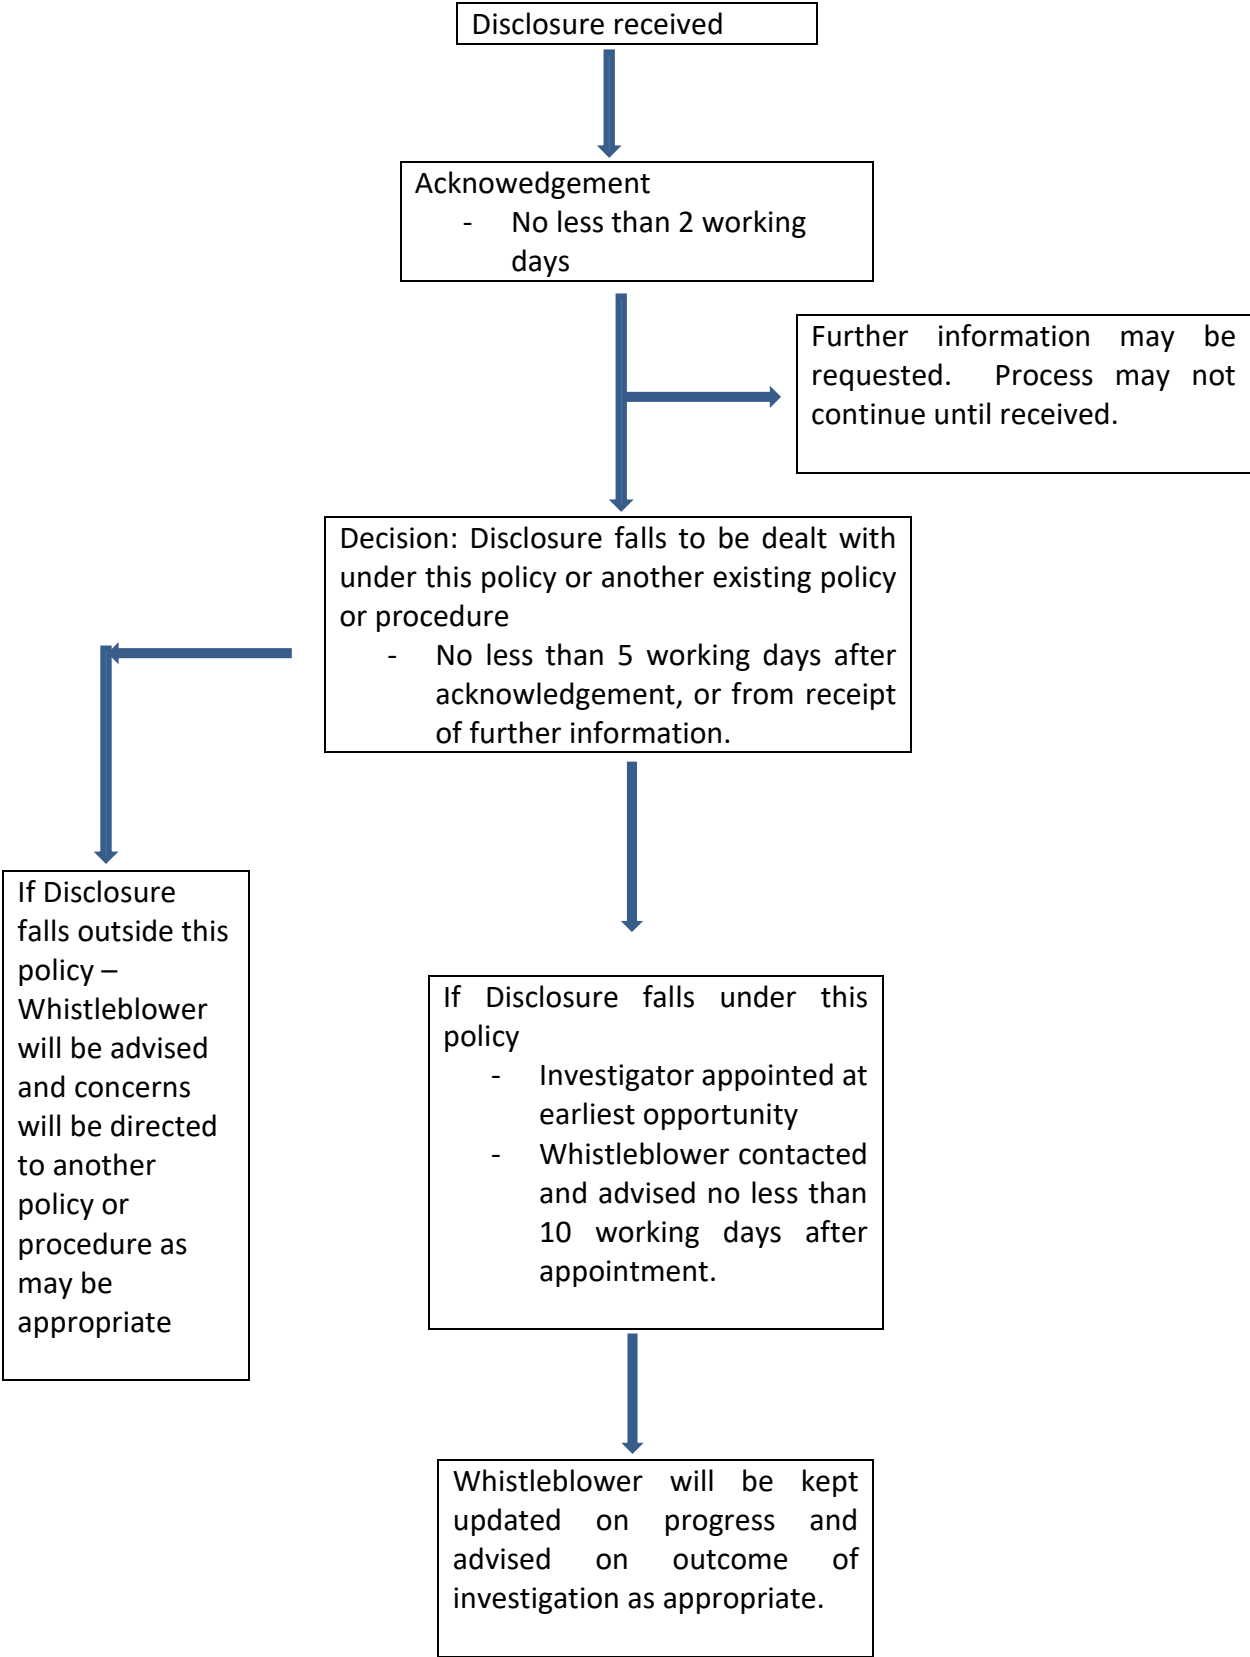 Disclosure received
Acknowedgement
- No less than 2 working
days
Further information may be
requested. Process may not
continue until received.
Decision: Disclosure falls to be dealt with
under this policy or another existing policy
or procedure
- No less than 5 working days after
acknowledgement, or from receipt
of further information.
If Disclosure
falls outside this
policy –
Whistleblower
will be advised
and concerns
will be directed
to another
policy or
procedure as
may be
appropriate
If Disclosure falls under this
policy
- Investigator appointed at
earliest opportunity
- Whistleblower contacted
and advised no less than
10 working days after
appointment.
Whistleblower will be kept
updated on progress and
advised on outcome of
investigation as appropriate.